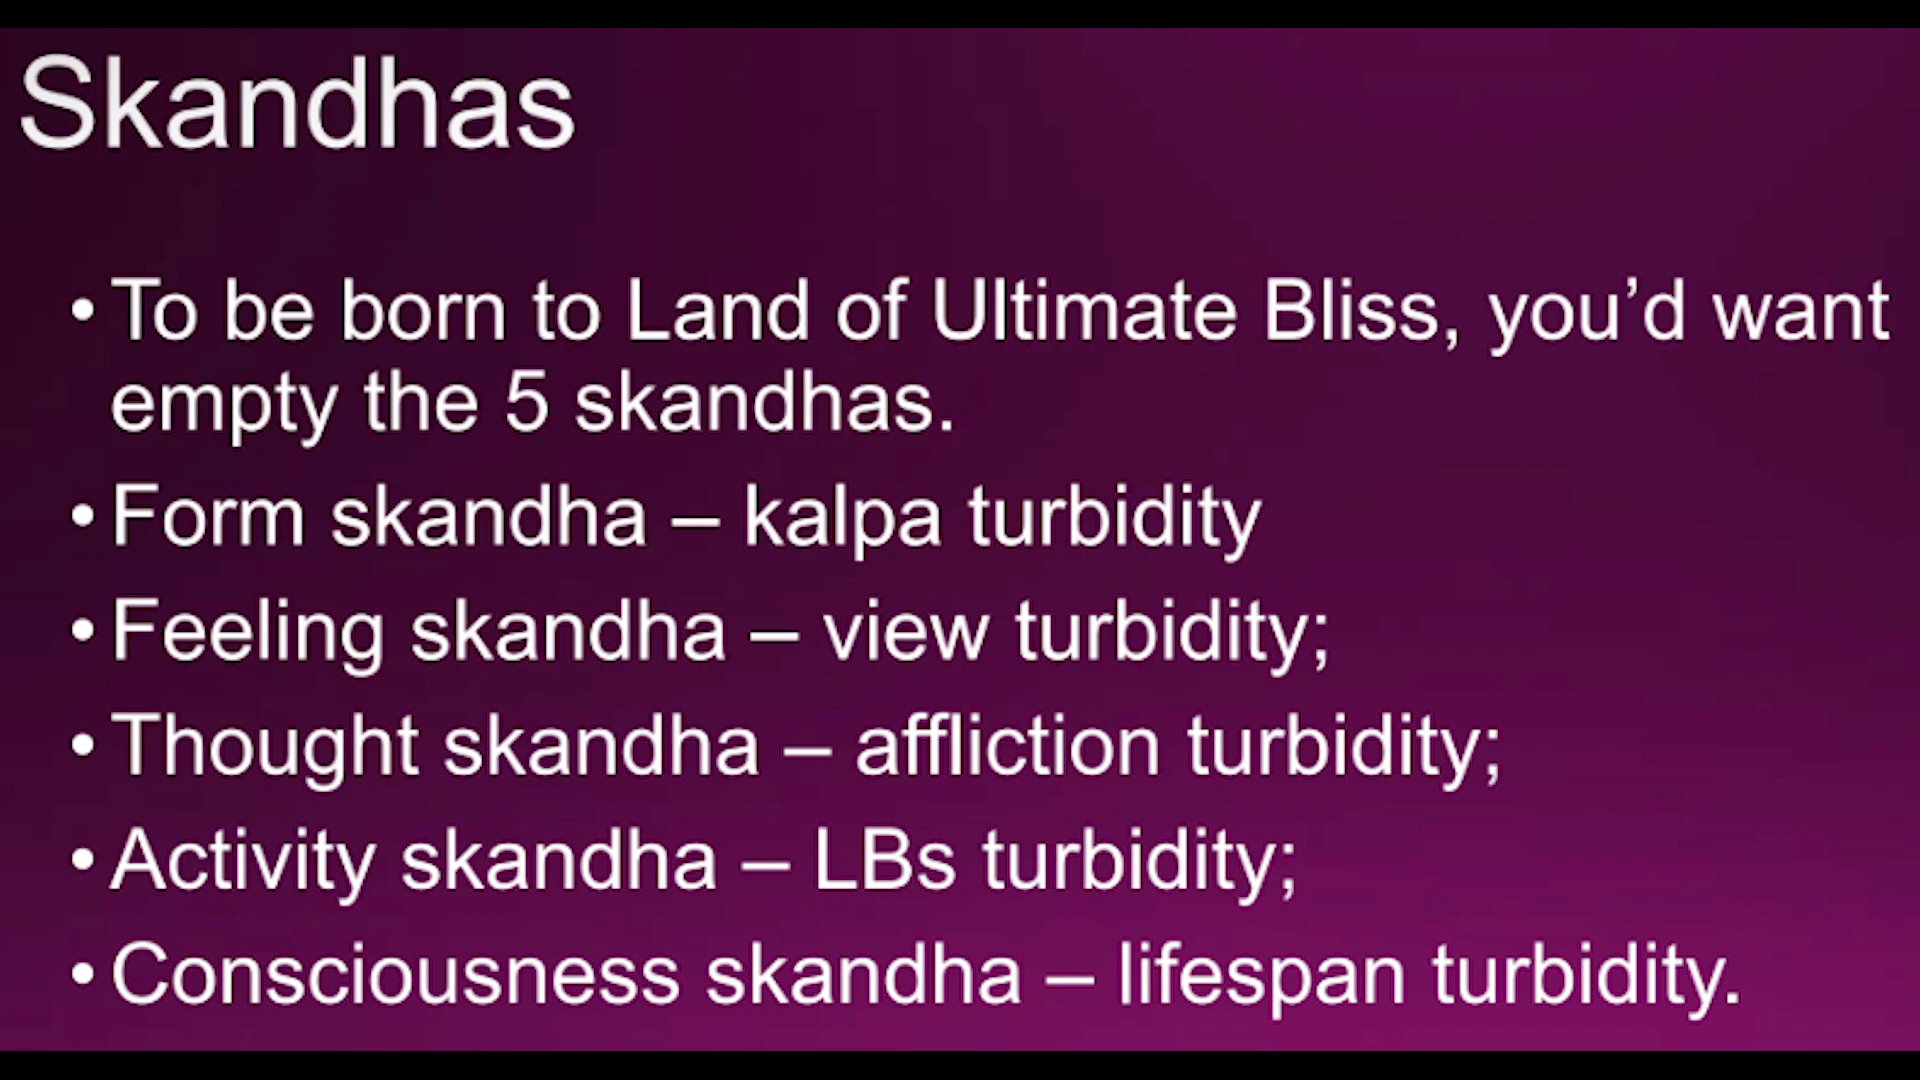 Skandhas
• To be born to Land of Ultimate Bliss, you’d want
empty the 5 skandhas.
• Form skandha – kalpa turbidity
• Feeling skandha – view turbidity;
• Thought skandha – affliction turbidity;
• Activity skandha – LBs turbidity;
• Consciousness skandha – lifespan turbidity.